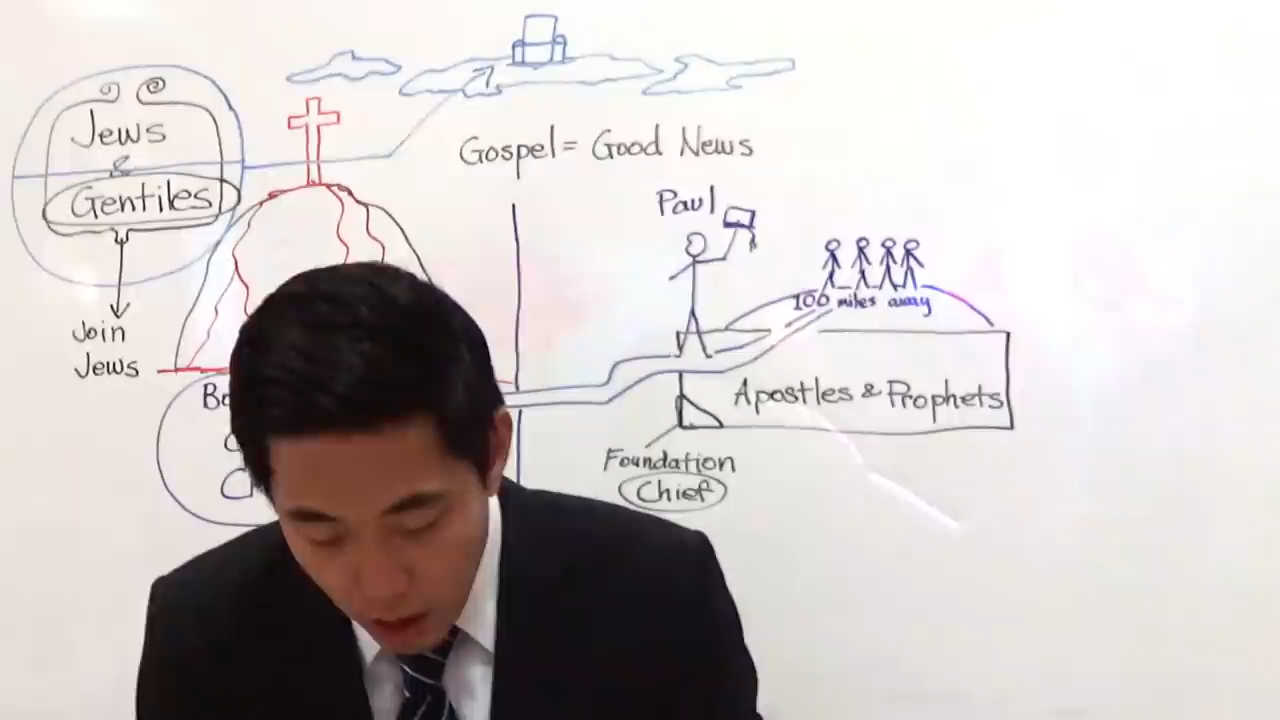 Jews
&
Gentiles
Join
Jews
Gospel = Good News
Paul
100 miles away
Apostles & Prophets
Foundation
Chief